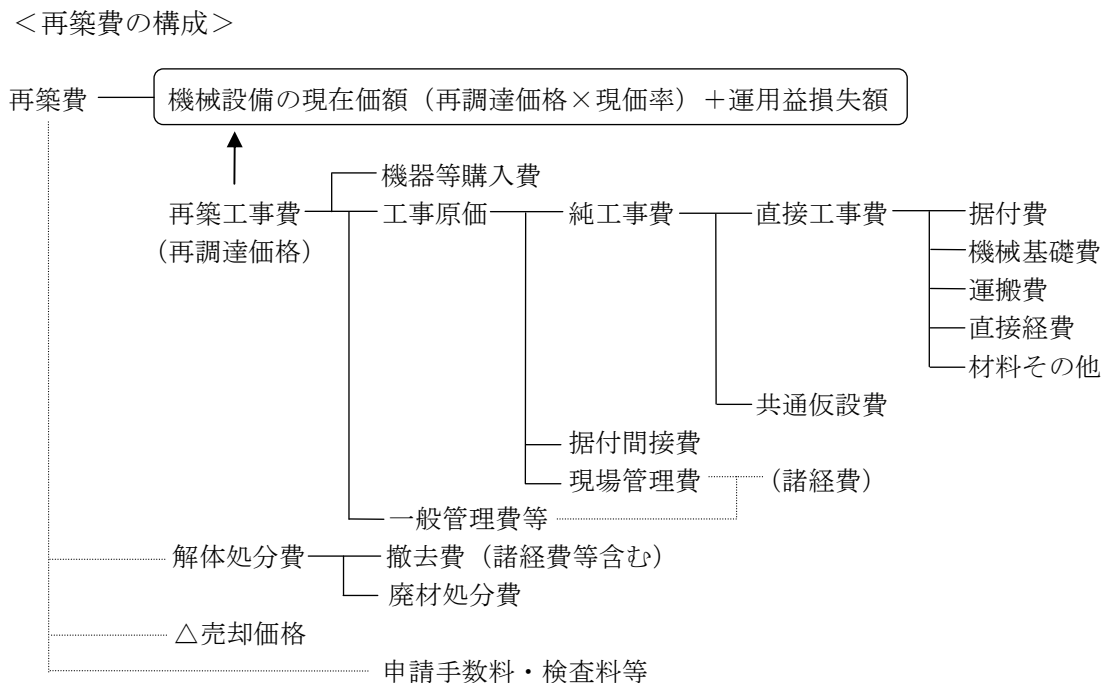 ＜再築費の構成＞
再築費 機械設備の現在価額（再調達価格×現価率）＋運用益損失額
機器等購入費
再築工事費 工事原価 純工事費 直接工事費 据付費
（再調達価格） 機械基礎費
運搬費
直接経費
材料その他
共通仮設費
据付間接費
現場管理費 （諸経費）
一般管理費等
解体処分費 撤去費（諸経費等含む）
廃材処分費
△売却価格
申請手数料・検査料等